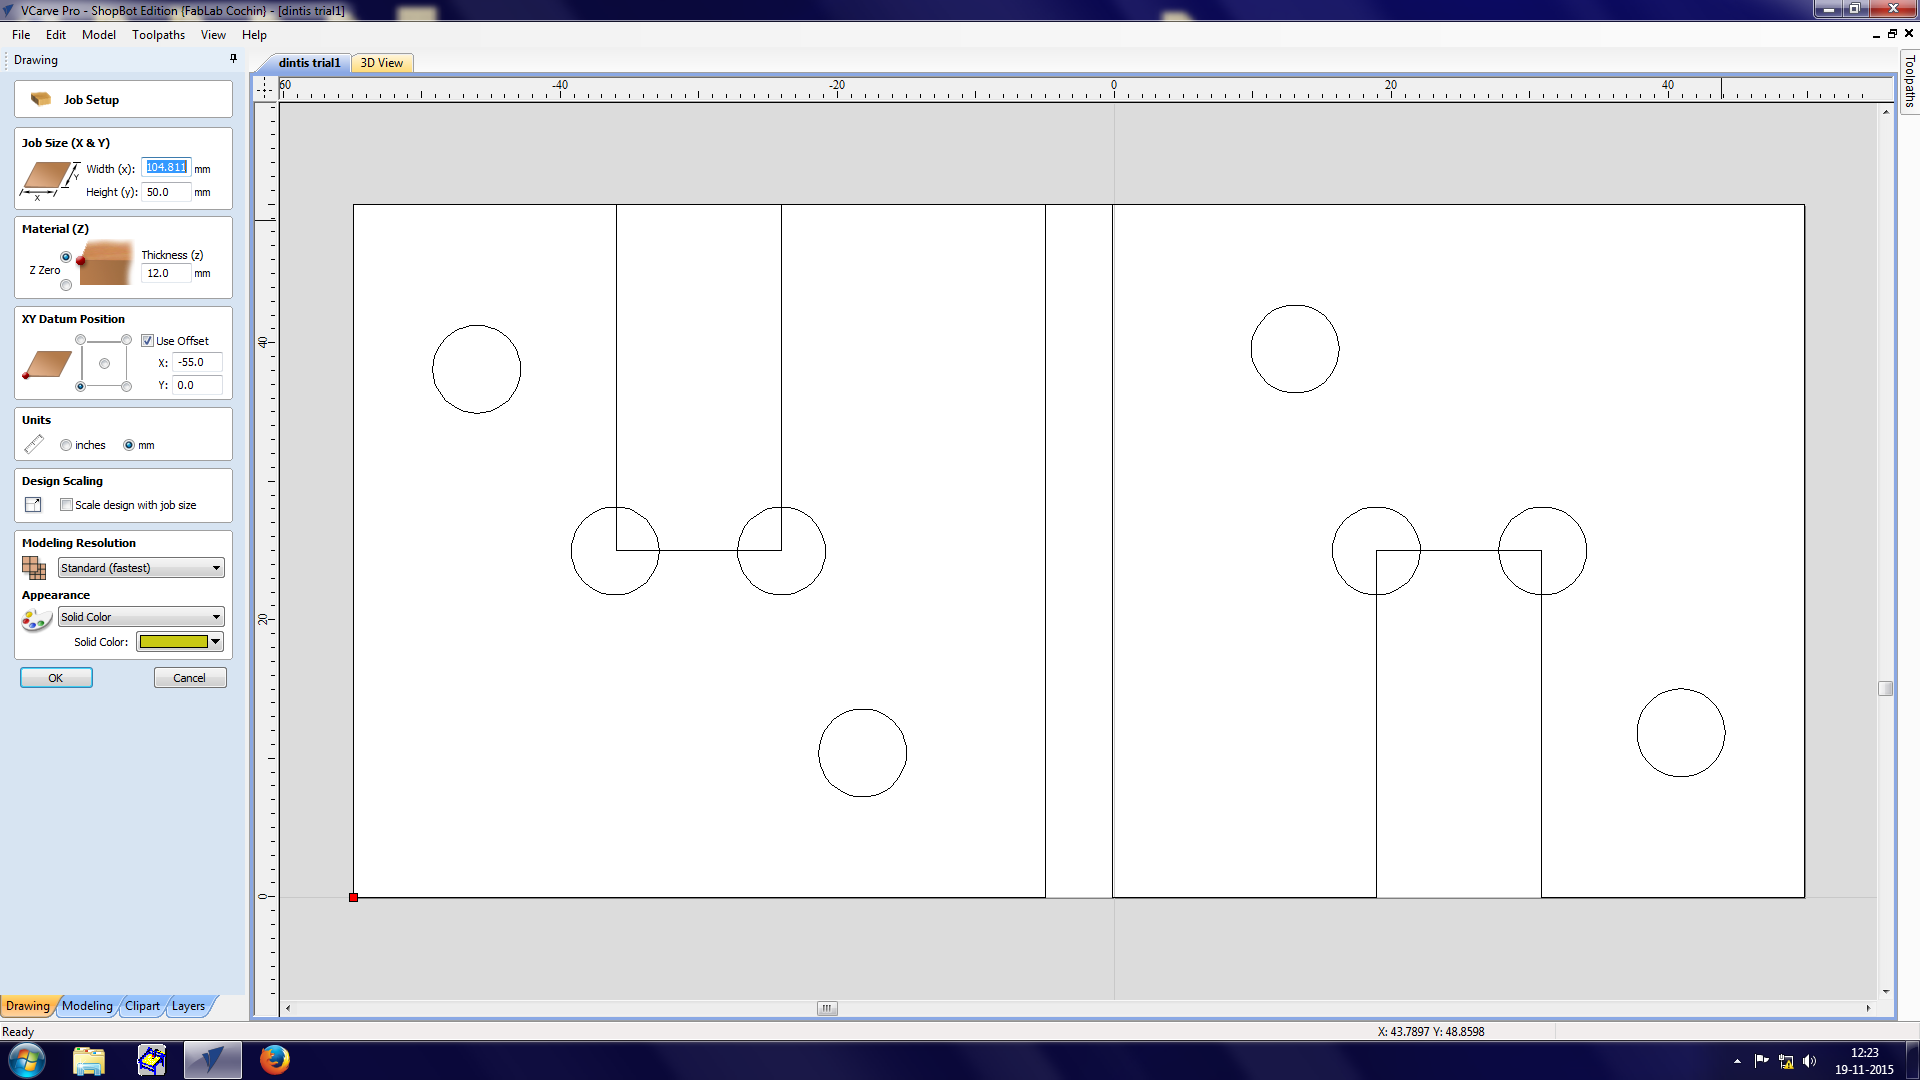 VCarve Pro - ShopBot Edition {FabLab Cochin} - [dintis trial1]
File Edit Model Toolpaths View Help
Drawing
dintis trial1 3D View
Toolpaths
60 -40 -20 0 20 40
40
20
0
Job Setup
Job Size (X & Y)
Width (x): 104.811 mm
Y
Height (y): 50.0 mm
X
Material (Z)
Thickness (z)
Z Zero 12.0 mm
XY Datum Position
Use Offset
X: -55.0
Y: 0.0
Units
inches mm
Design Scaling
Scale design with job size
Modeling Resolution
Standard (fastest)
Appearance
Solid Color
Solid Color:
OK Cancel
Drawing Modeling Clipart Layers
Ready X: 43.7897 Y: 48.8598
12:23
19-11-2015